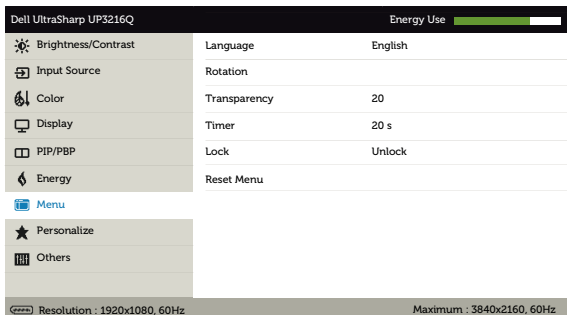 Dell UltraSharp UP3216Q Energy Use
Brightness/Contrast Language English
Input Source Rotation
Color Transparency 20
Display Timer 20 s
PIP/PBP Lock Unlock
Energy Reset Menu
Menu
Personalize
Others
Resolution : 1920x1080, 60Hz Maximum : 3840x2160, 60Hz